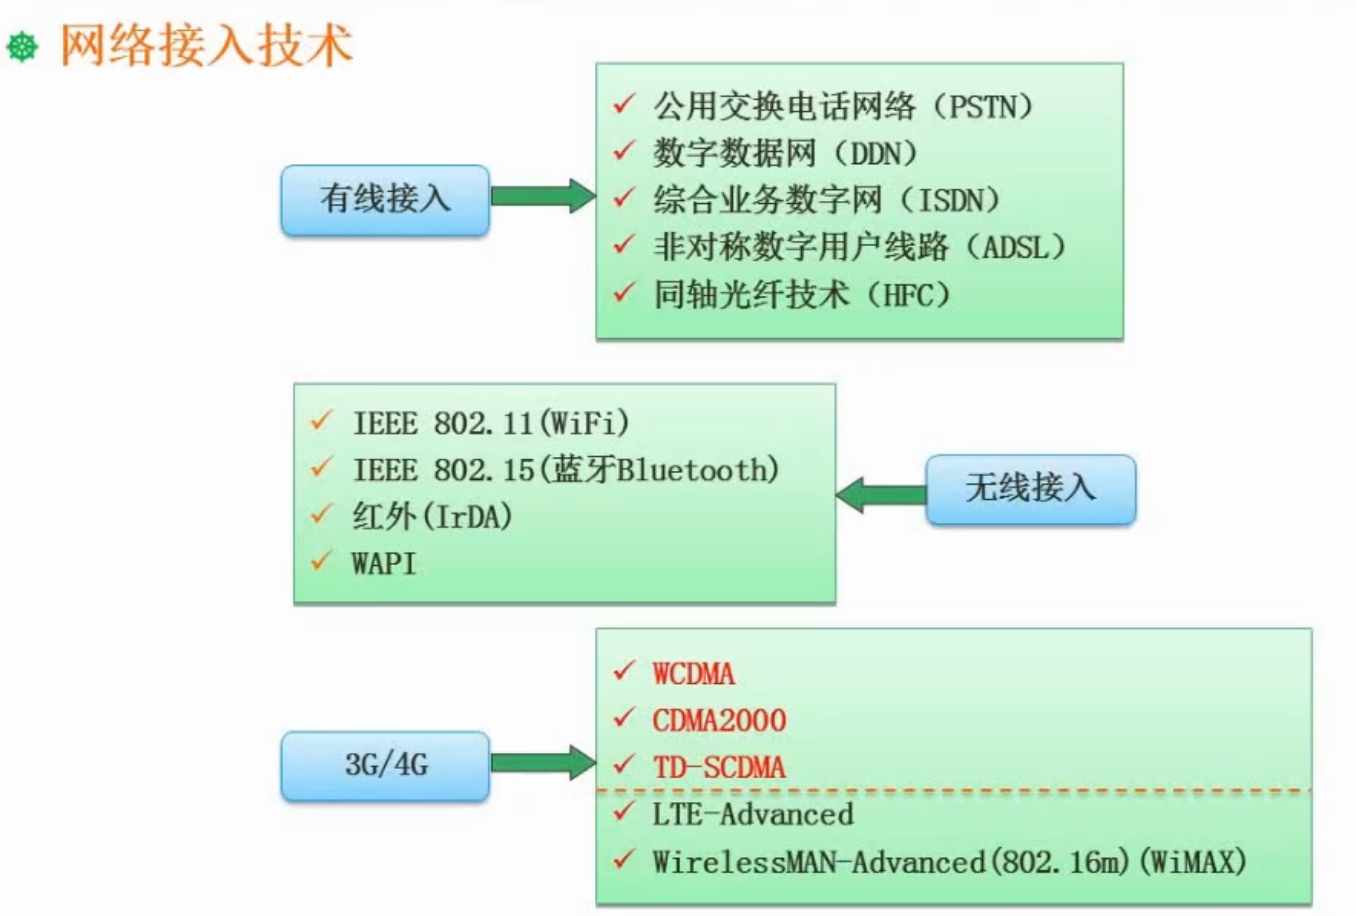 网络接入技术
公用交换电话网络（PSTN）
数字数据网（DDN）
有线接入
综合业务数字网（ISDN）
非对称数字用户线路（ADSL）
同轴光纤技术（HFC）
IEEE 802.11(WiFi)
IEEE 802.15(蓝牙Bluetooth)
无线接入
红外(IrDA)
WAPI
WCDMA
CDMA2000
3G/4G
TD-SCDMA
LTE-Advanced
WirelessMAN-Advanced(802.16m)(WiMAX)